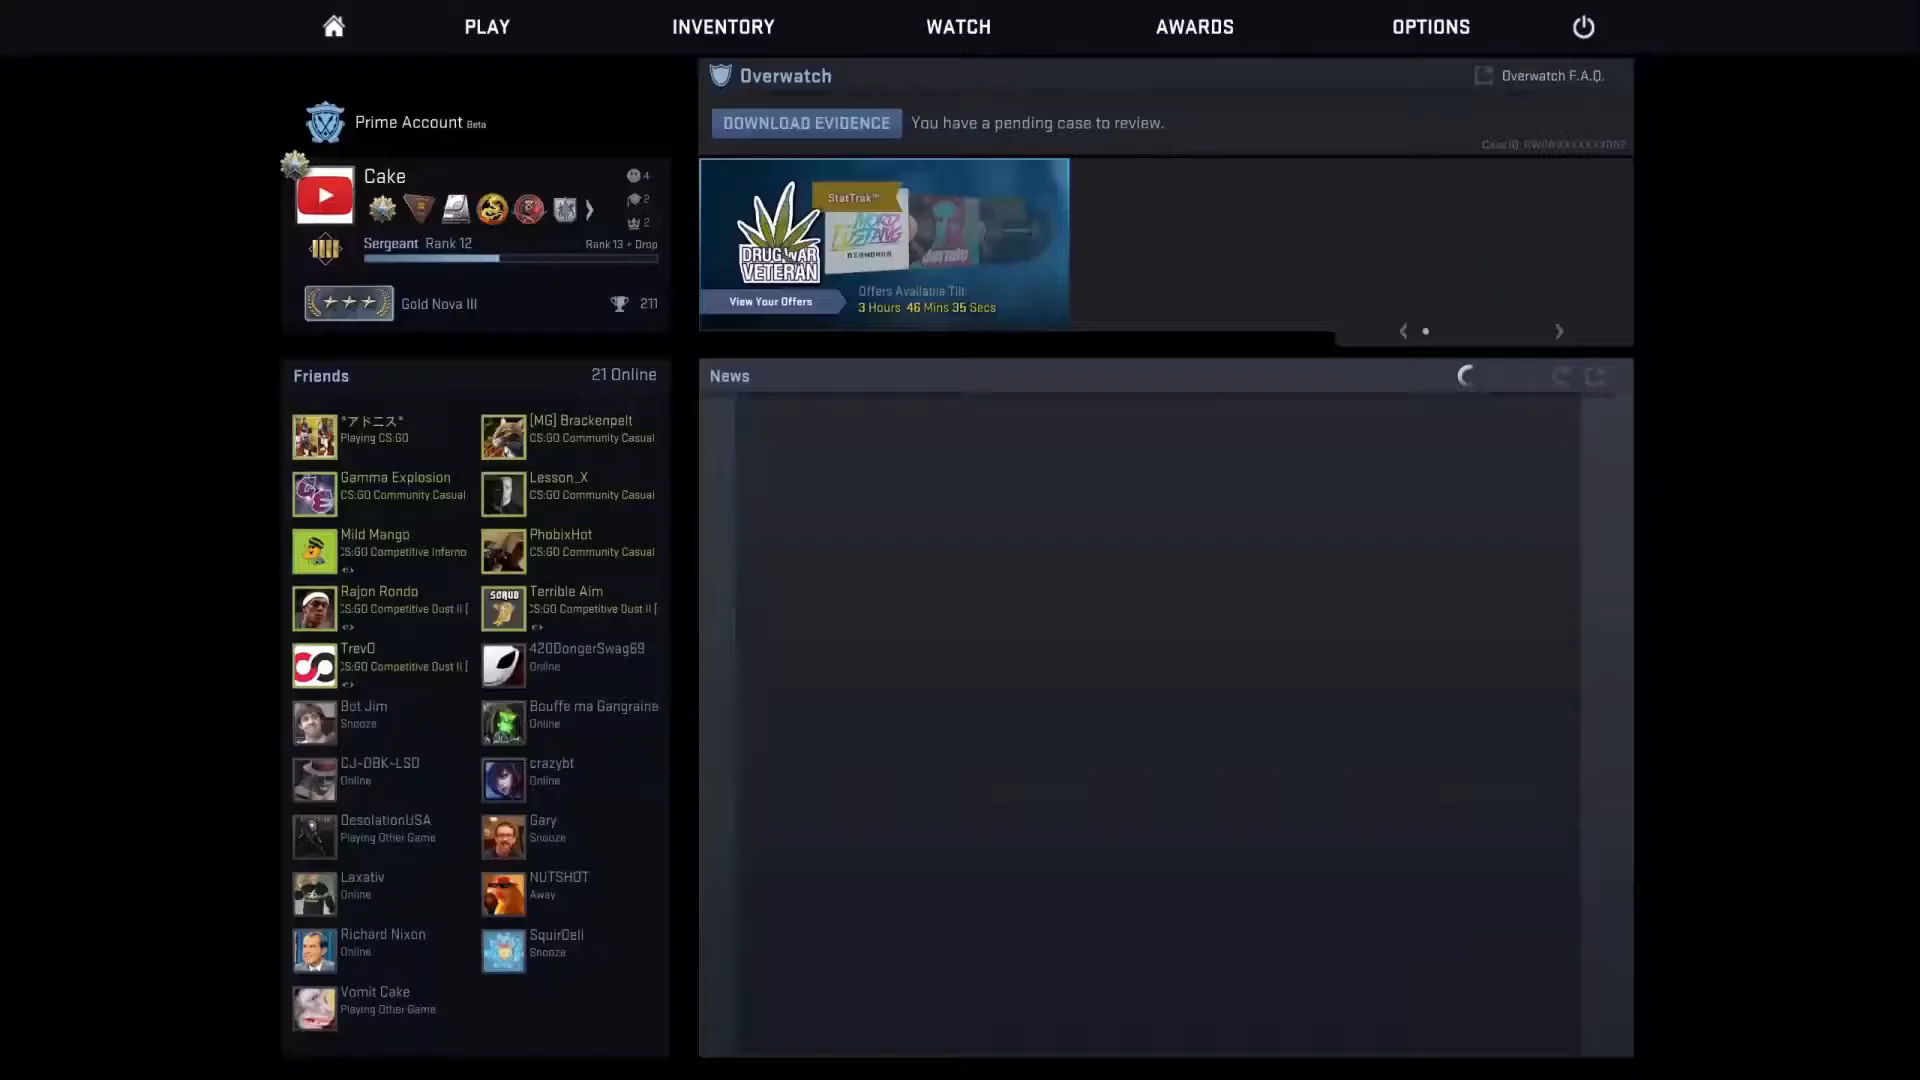 PLAY
INVENTORY
WATCH
AWARDS
OPTIONS
Prime Account Beta
Overwatch
Overwatch F.A.Q.
DOWNLOAD EVIDENCE
You have a pending case to review.
Cake
4
2
2
Sergeant Rank 12
Rank 13 + Drop
Gold Nova III
211
StatTrak™
DRUG WAR
VETERAN
View Your Offers
Offers Available Till:
3 Hours 46 Mins 35 Secs
Friends
21 Online
News
*アドニス*
Playing CS:GO
[MG] Brackenpelt
CS:GO Community Casual
Gamma Explosion
CS:GO Community Casual
Lesson_X
CS:GO Community Casual
Mild Mango
CS:GO Competitive Inferno
PhobixHot
CS:GO Community Casual
Rajon Rondo
CS:GO Competitive Dust II [
Terrible Aim
CS:GO Competitive Dust II [
SCRUB
TrevO
CS:GO Competitive Dust II [
420DongerSwag69
Online
Bot Jim
Snooze
Bouffe ma Gangraine
Online
CJ~DBK~LSD
Online
crazybt
Online
DesolationUSA
Playing Other Game
Gary
Snooze
Laxativ
Online
NUTSHOT
Away
Richard Nixon
Online
SquirDell
Snooze
Vomit Cake
Playing Other Game